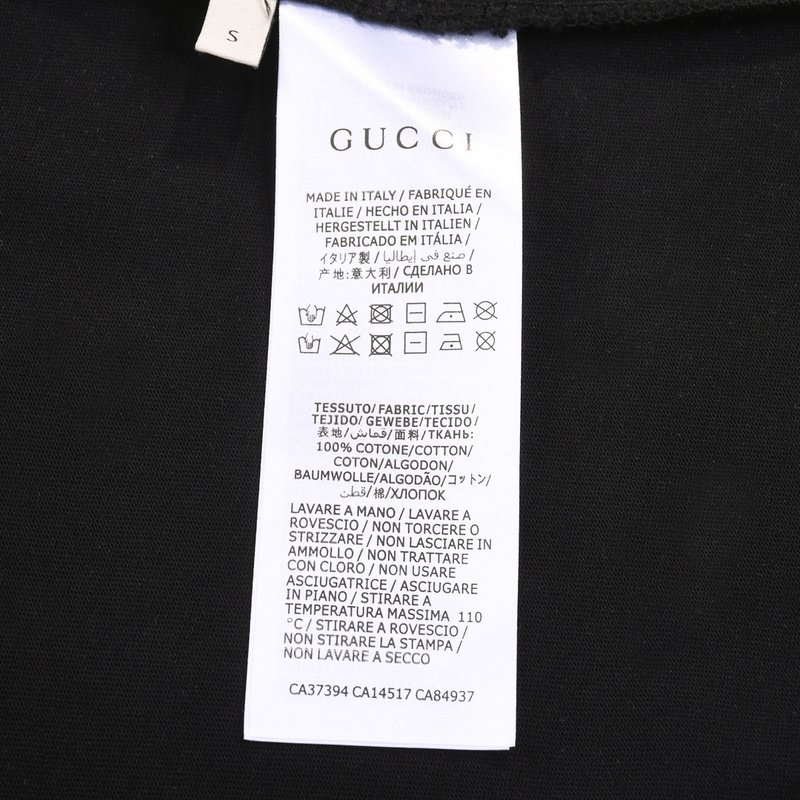 S
GUCCI
MADE IN ITALY / FABRIQUÉ EN
ITALIE / HECHO EN ITALIA /
HERGESTELLT IN ITALIEN /
FABRICADO EM ITÁLIA /
イタリア製 / صنع في إيطاليا /
产地:意大利 / СДЕЛАНО В
ИТАЛИИ
TESSUTO/FABRIC/TISSU/
TEJIDO/ GEWEBE/TECIDO/
表地/قماش/面料/ТКАНЬ:
100% COTONE/COTTON/
COTON/ALGODON/
BAUMWOLLE/ALGODÃO/コットン/
قطن/棉/ХЛОПОК
LAVARE A MANO / LAVARE A
ROVESCIO / NON TORCERE O
STRIZZARE / NON LASCIARE IN
AMMOLLO / NON TRATTARE
CON CLORO / NON USARE
ASCIUGATRICE / ASCIUGARE
IN PIANO / STIRARE A
TEMPERATURA MASSIMA 110
°C / STIRARE A ROVESCIO /
NON STIRARE LA STAMPA /
NON LAVARE A SECCO
CA37394 CA14517 CA84937